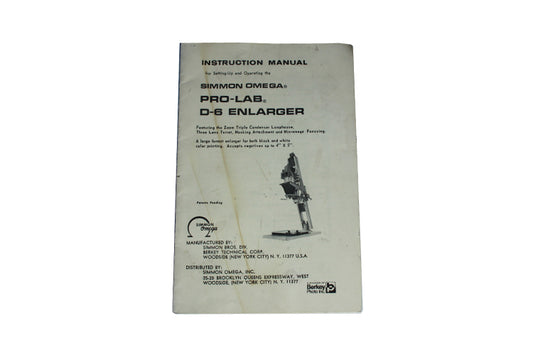 INSTRUCTION MANUAL
for Setting-Up and Operating the
SIMMON OMEGA®
PRO-LAB®
D-6 ENLARGER
Featuring the Zoom Triple Condenser Lamphouse,
Three Lens Turret, Masking Attachment and Micronage Focusing.
A large format enlarger for both black and white
color printing. Accepts negatives up to 4" X 5".
Patents Pending
SIMMON
omega
MANUFACTURED BY:
SIMMON BROS. DIV.
BERKEY TECHNICAL CORP.
WOODSIDE (NEW YORK CITY) N. Y. 11377 U.S.A.
DISTRIBUTED BY:
SIMMON OMEGA, INC.
25-20 BROOKLYN QUEENS EXPRESSWAY, WEST
WOODSIDE, (NEW YORK CITY) N. Y. 11377
Berkey
Photo Inc.